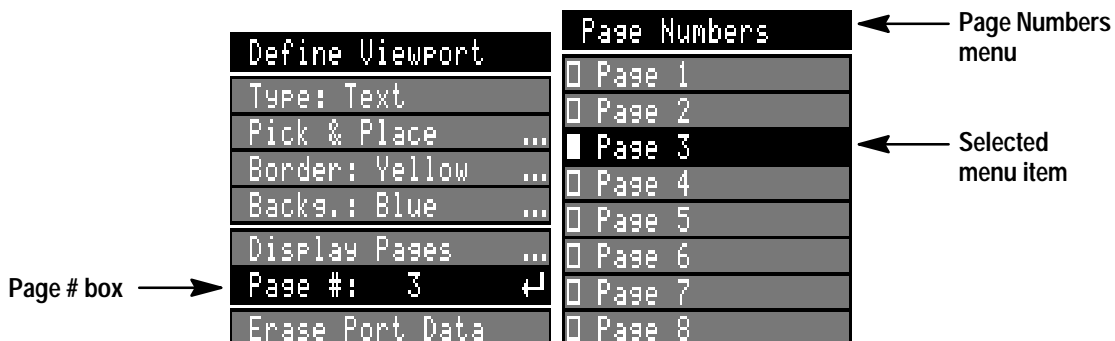 Define Viewport
Type: Text
Pick & Place ...
Border: Yellow ...
Backg.: Blue ...
Display Pages ...
Page #: 3 ↵
Erase Port Data
Page Numbers
Page 1
Page 2
Page 3
Page 4
Page 5
Page 6
Page 7
Page 8
Page Numbers
menu
Selected
menu item
Page # box